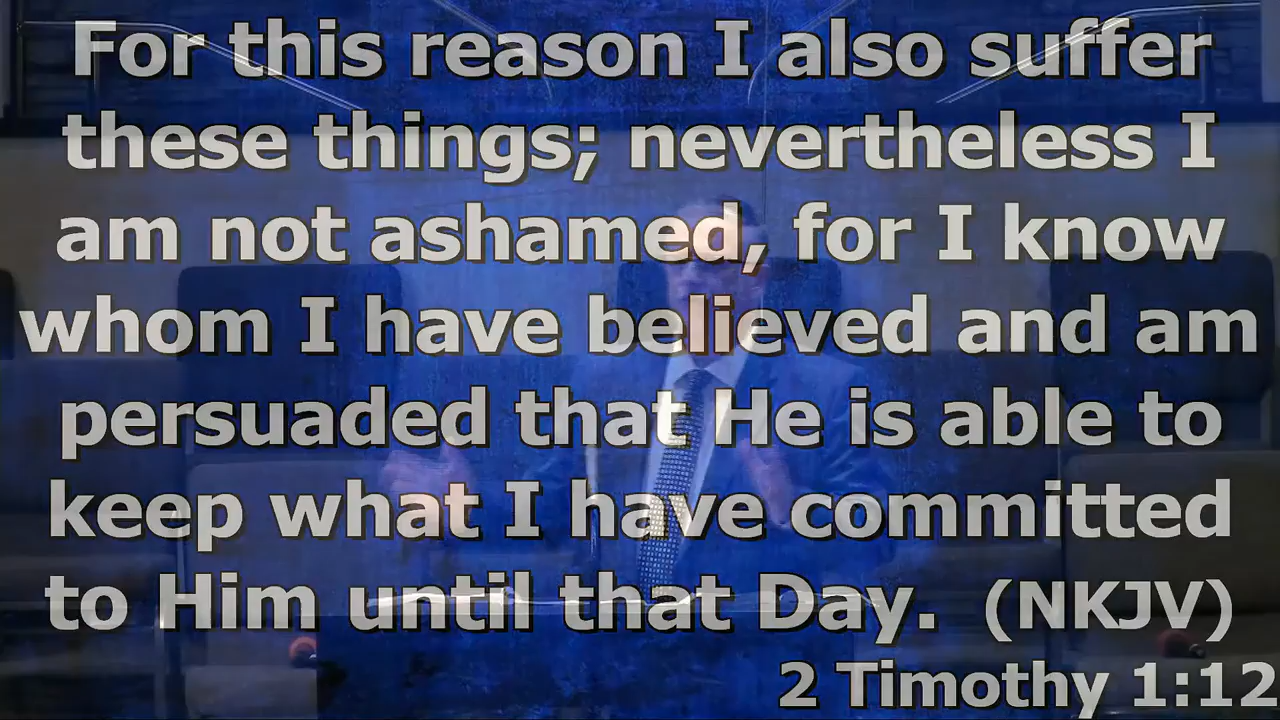 For this reason I also suffer
these things; nevertheless I
am not ashamed, for I know
whom I have believed and am
persuaded that He is able to
keep what I have committed
to Him until that Day. (NKJV)
2 Timothy 1:12